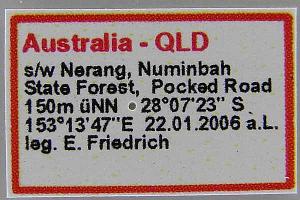 Australia - QLD
s/w Nerang, Numinbah
State Forest, Pocked Road
150m üNN 28°07'23" S
153°13'47"E 22.01.2006 a.L.
leg. E. Friedrich